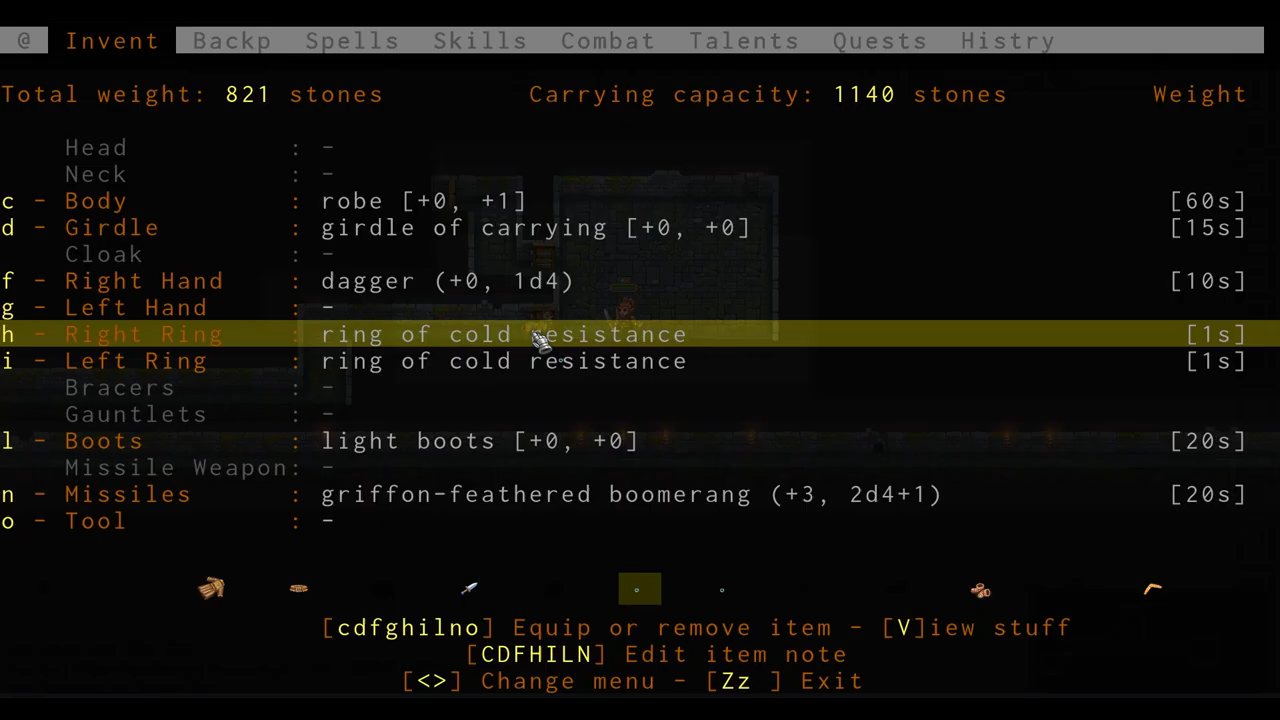 @ Invent Backp Spells Skills Combat Talents Quests Histry
Total weight: 821 stones Carrying capacity: 1140 stones Weight
Head : -
Neck : -
c - Body : robe [+0, +1] [60s]
d - Girdle : girdle of carrying [+0, +0] [15s]
Cloak : -
f - Right Hand : dagger (+0, 1d4) [10s]
g - Left Hand : -
h - Right Ring : ring of cold resistance [1s]
i - Left Ring : ring of cold resistance [1s]
Bracers : -
Gauntlets : -
l - Boots : light boots [+0, +0] [20s]
Missile Weapon: -
n - Missiles : griffon-feathered boomerang (+3, 2d4+1) [20s]
o - Tool : -
[cdfghilno] Equip or remove item - [V]iew stuff
[CDFHILN] Edit item note
[<>] Change menu - [Zz ] Exit